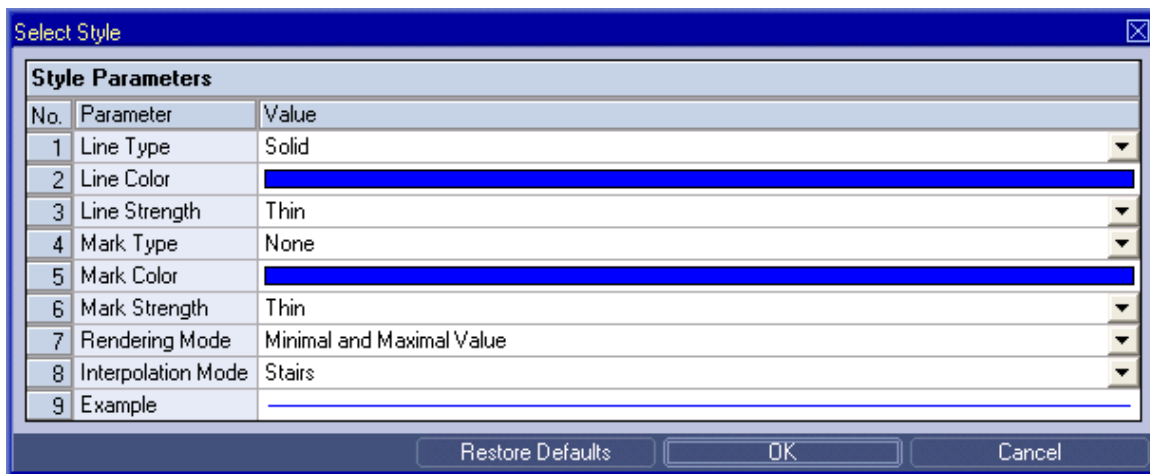 Select Style
Style Parameters
No. Parameter Value
1 Line Type Solid
2 Line Color
3 Line Strength Thin
4 Mark Type None
5 Mark Color
6 Mark Strength Thin
7 Rendering Mode Minimal and Maximal Value
8 Interpolation Mode Stairs
9 Example
Restore Defaults OK Cancel